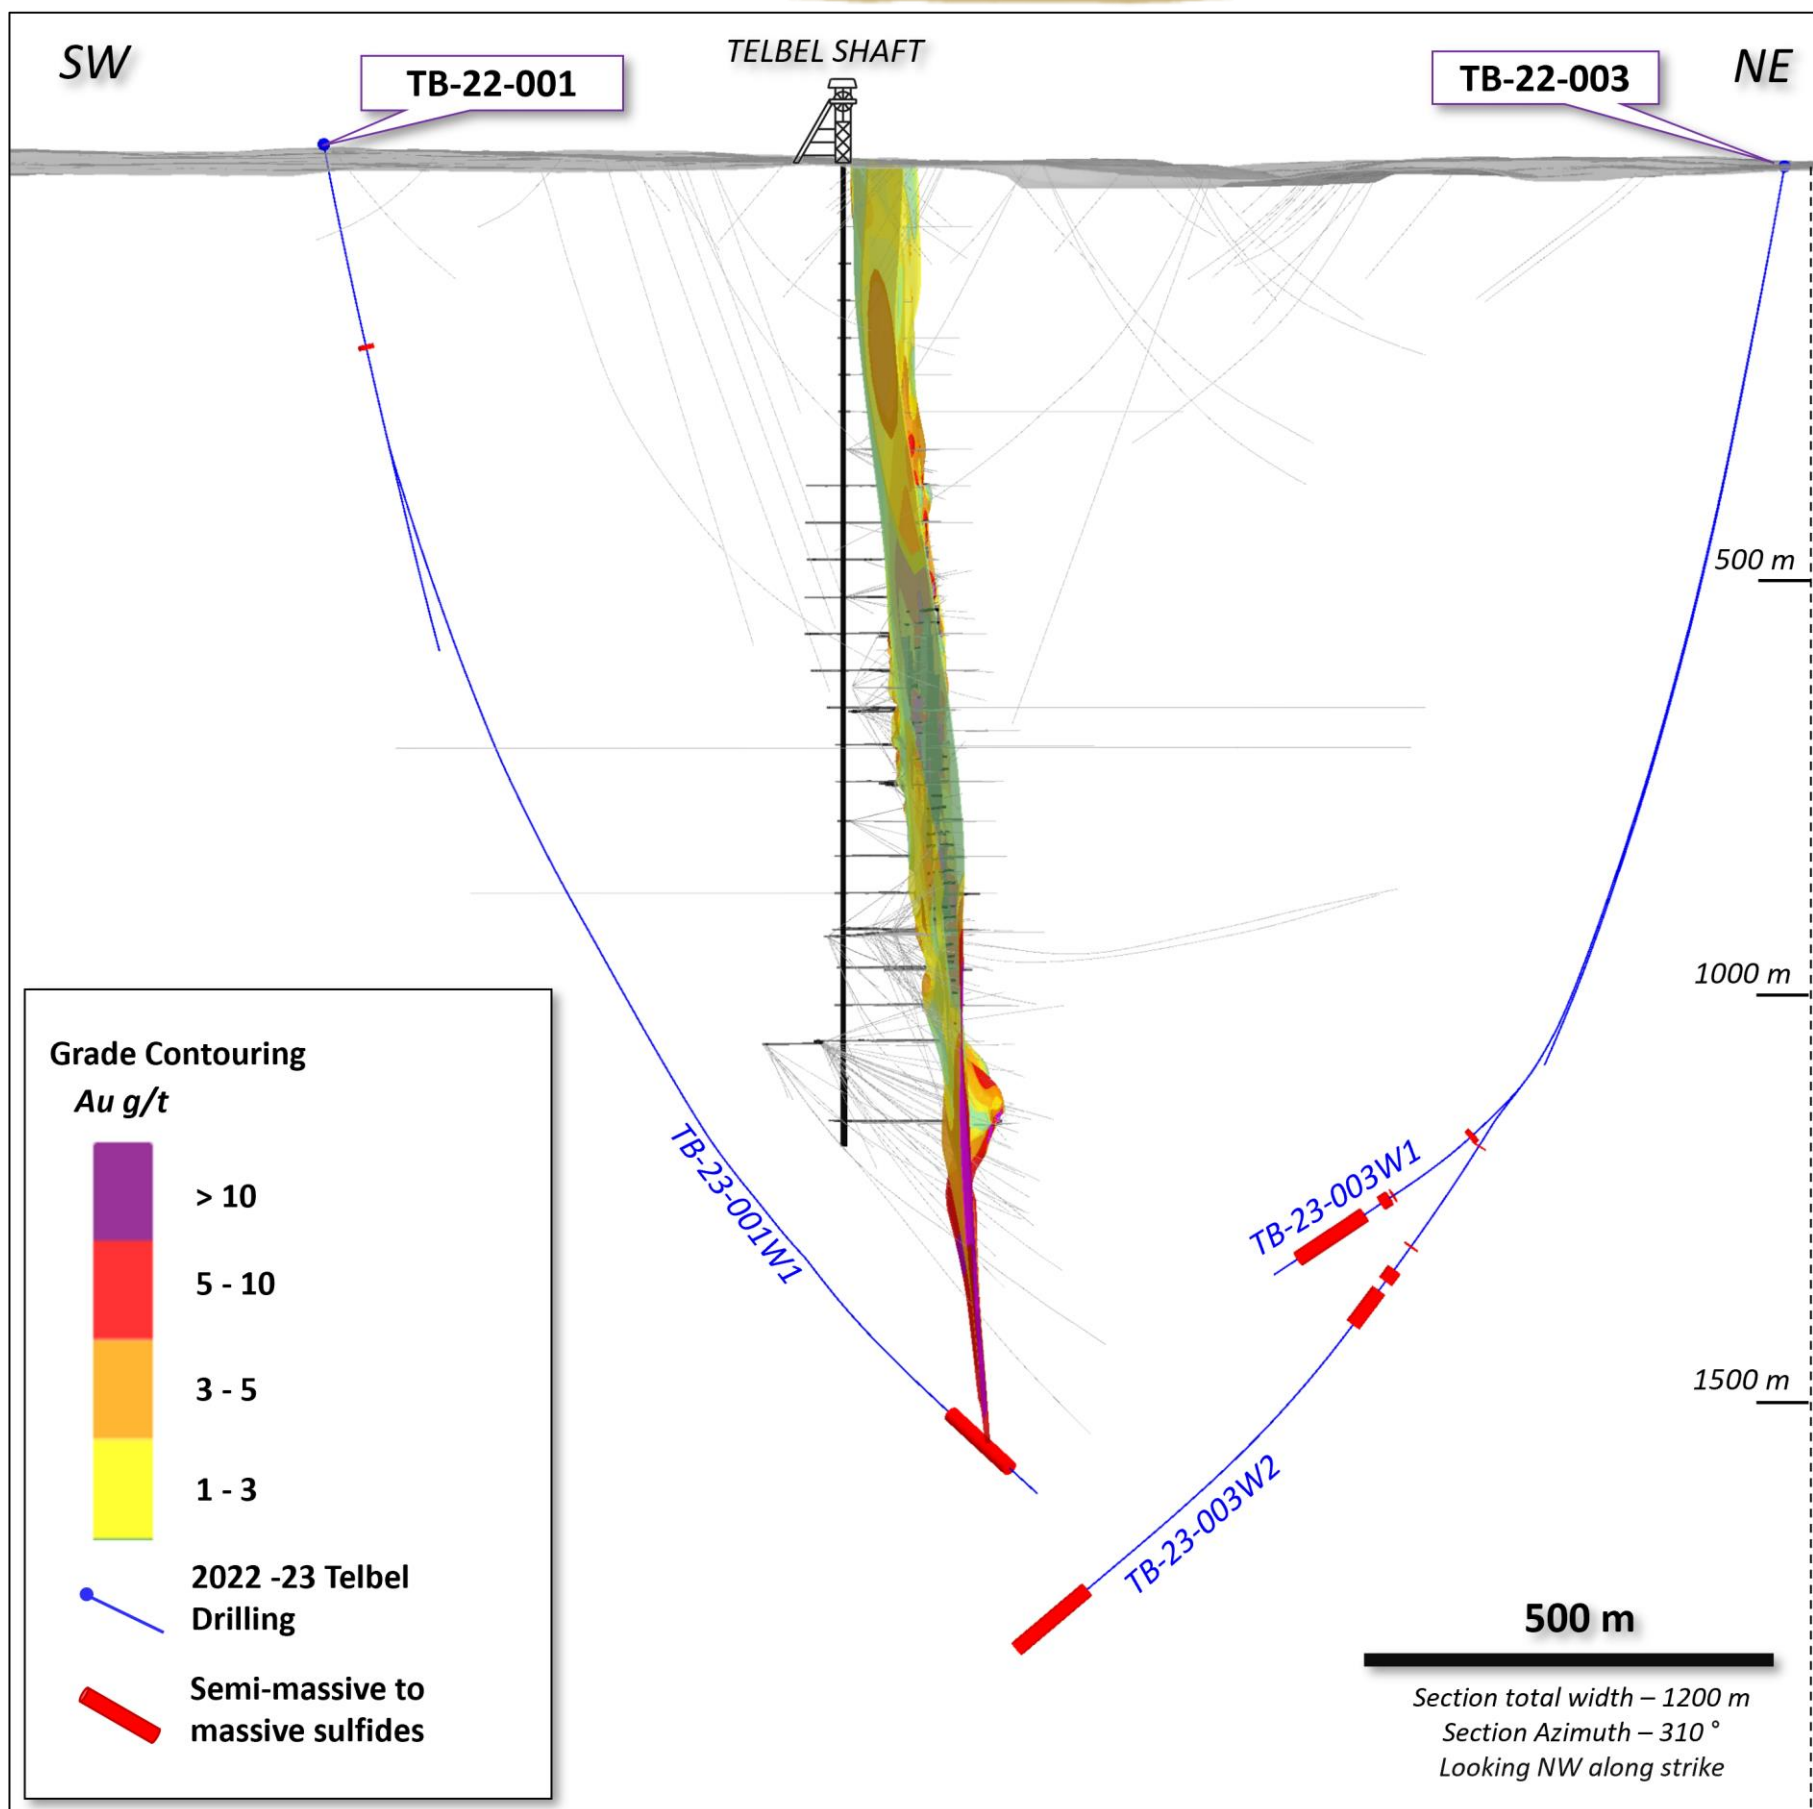 SW
TELBEL SHAFT
NE
TB-22-001
TB-22-003
500 m
1000 m
1500 m
TB-23-001W1
TB-23-003W1
TB-23-003W2
Grade Contouring
Au g/t
> 10
5 - 10
3 - 5
1 - 3
2022 -23 Telbel
Drilling
Semi-massive to
massive sulfides
500 m
Section total width – 1200 m
Section Azimuth – 310 °
Looking NW along strike